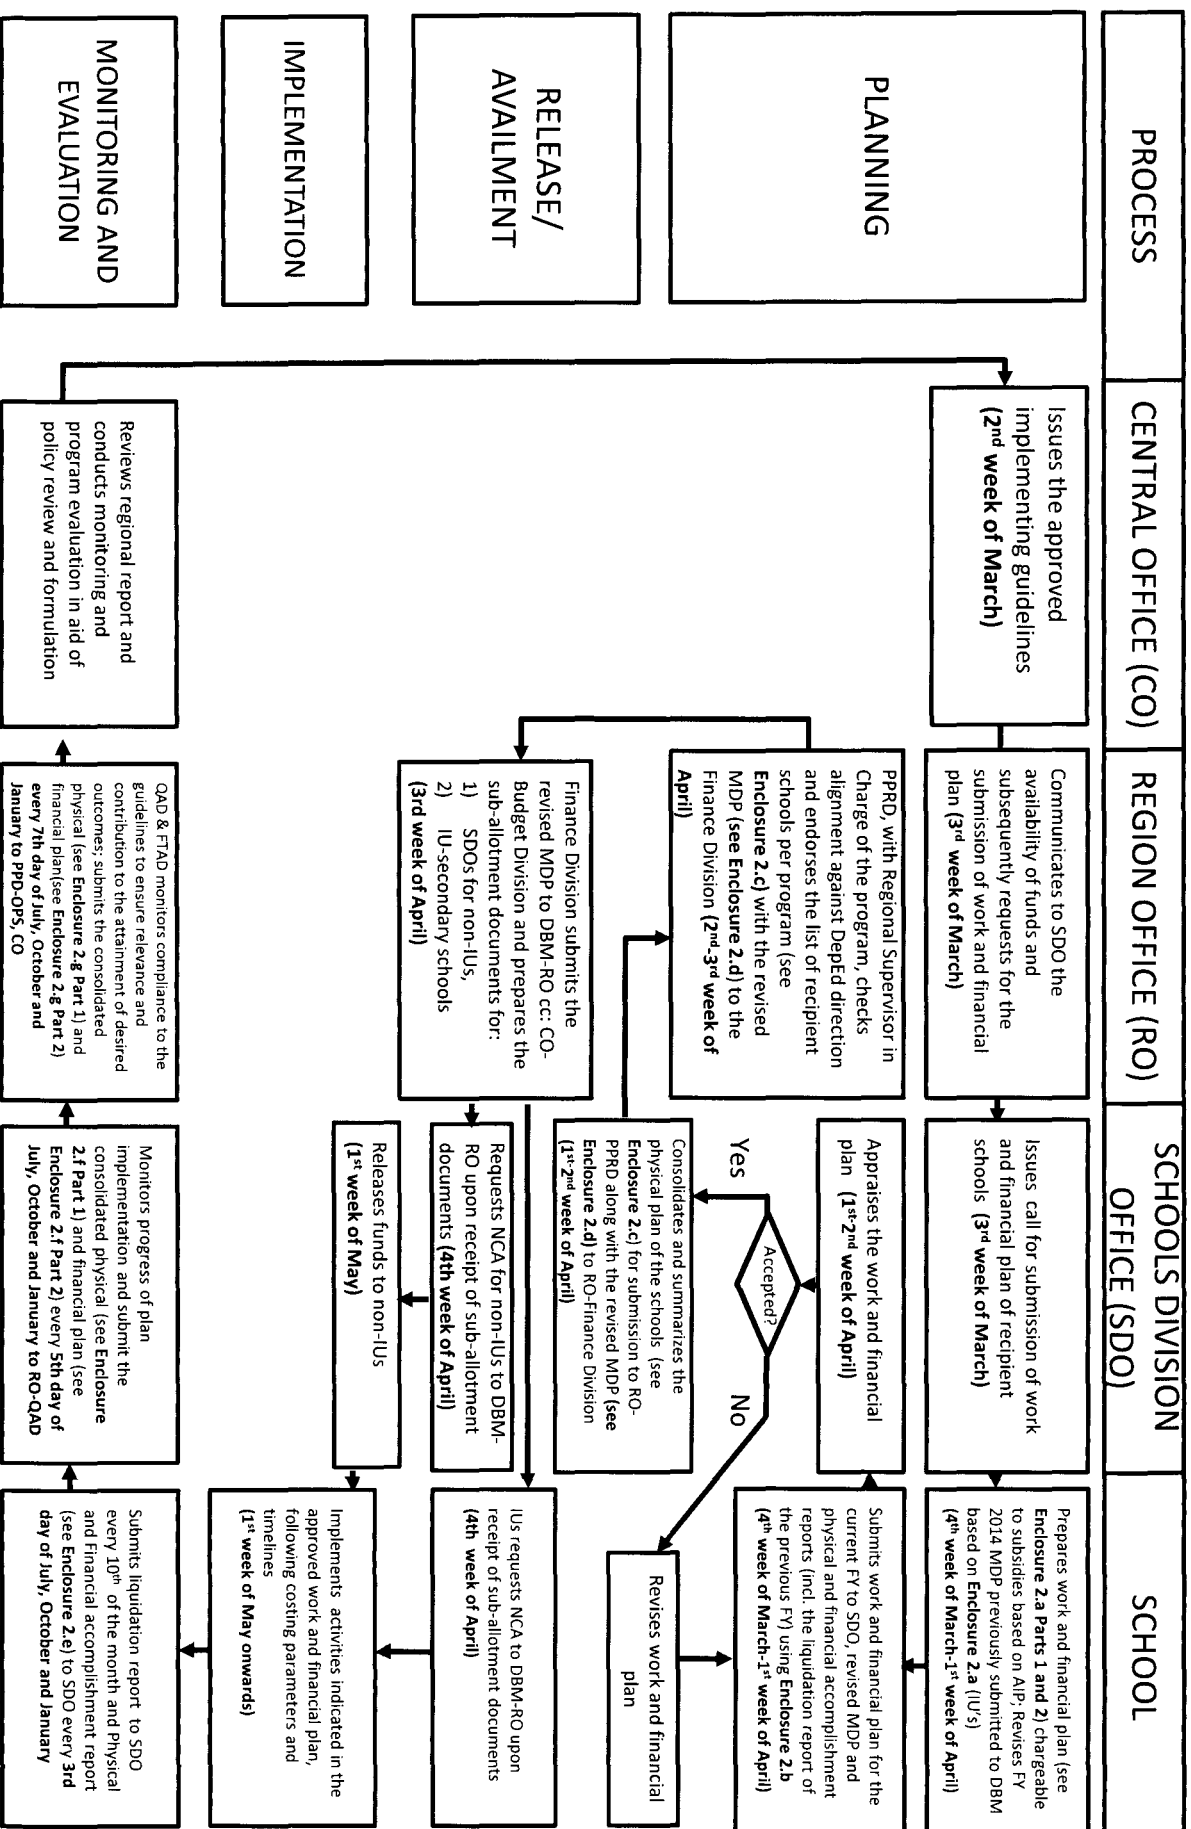 PROCESS
CENTRAL OFFICE (CO)
REGION OFFICE (RO)
SCHOOLS DIVISION
OFFICE (SDO)
SCHOOL
PLANNING
Issues the approved
implementing guidelines
(2nd week of March)
Communicates to SDO the
availability of funds and
subsequently requests for the
submission of work and financial
plan (3rd week of March)
Issues call for submission of work
and financial plan of recipient
schools (3rd week of March)
Prepares work and financial plan (see
Enclosure 2.a Parts 1 and 2) chargeable
to subsidies based on AIP; Revises FY
2014 MDP previously submitted to DBM
based on Enclosure 2.a (IU's)
(4th week of March-1st week of April)
Submits work and financial plan for the
current FY to SDO, revised MDP and
physical and financial accomplishment
reports (incl. the liquidation report of
the previous FY) using Enclosure 2.b
(4th week of March-1st week of April)
Appraises the work and financial
plan (1st-2nd week of April)
Accepted?
Yes
No
Revises work and financial
plan
Consolidates and summarizes the
physical plan of the schools (see
Enclosure 2.c) for submission to RO-
PPRD along with the revised MDP (see
Enclosure 2.d) to RO-Finance Division
(1st-2nd week of April)
PPRD, with Regional Supervisor in
Charge of the program, checks
alignment against DepEd direction
and endorses the list of recipient
schools per program (see
Enclosure 2.c) with the revised
MDP (see Enclosure 2.d) to the
Finance Division (2nd-3rd week of
April)
RELEASE/
AVAILMENT
Finance Division submits the
revised MDP to DBM-RO cc: CO-
Budget Division and prepares the
sub-allotment documents for:
1) SDOs for non-IUs,
2) IU-secondary schools
(3rd week of April)
Requests NCA for non-IUs to DBM-
RO upon receipt of sub-allotment
documents (4th week of April)
IUs requests NCA to DBM-RO upon
receipt of sub-allotment documents
(4th week of April)
Releases funds to non-IUs
(1st week of May)
IMPLEMENTATION
Implements activities indicated in the
approved work and financial plan,
following costing parameters and
timelines
(1st week of May onwards)
MONITORING AND
EVALUATION
Reviews regional report and
conducts monitoring and
program evaluation in aid of
policy review and formulation
QAD & FTAD monitors compliance to the
guidelines to ensure relevance and
contribution to the attainment of desired
outcomes; submits the consolidated
physical (see Enclosure 2.g Part 1) and
financial plan(see Enclosure 2.g Part 2)
every 7th day of July, October and
January to PPD-OPS, CO
Monitors progress of plan
implementation and submit the
consolidated physical (see Enclosure
2.f Part 1) and financial plan (see
Enclosure 2.f Part 2) every 5th day of
July, October and January to RO-QAD
Submits liquidation report to SDO
every 10th of the month and Physical
and Financial accomplishment report
(see Enclosure 2.e) to SDO every 3rd
day of July, October and January